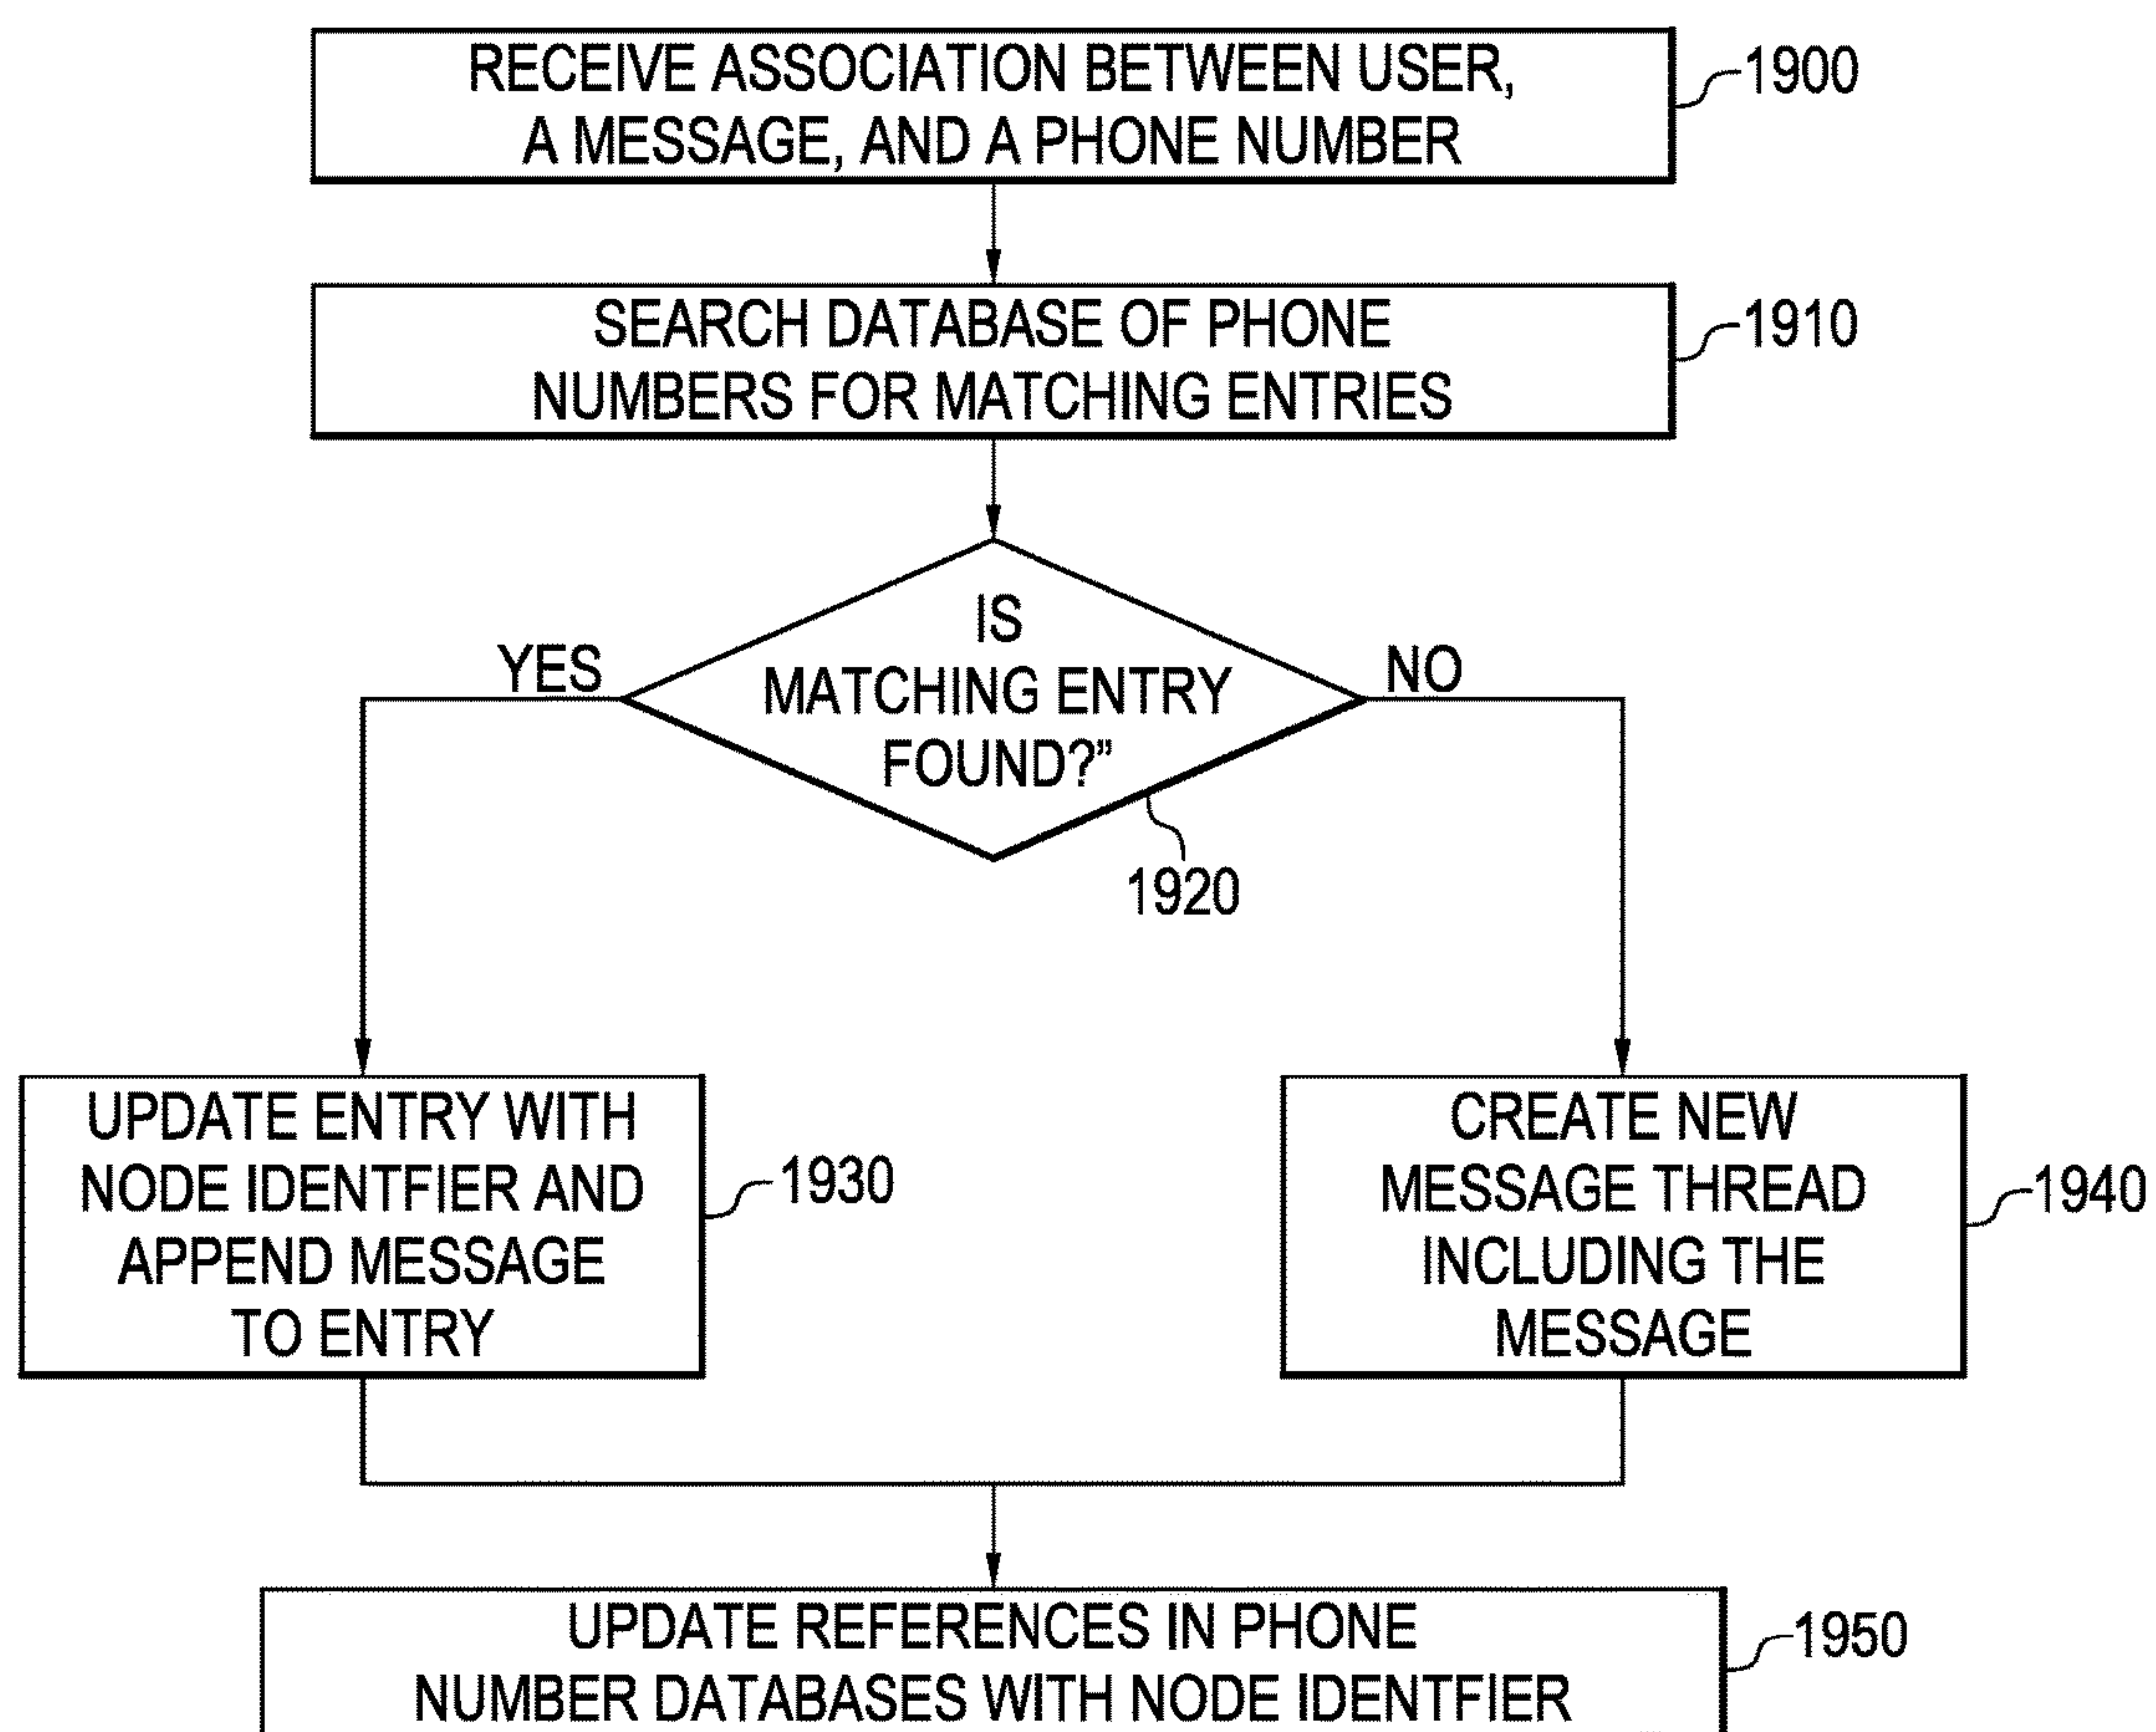 RECEIVE ASSOCIATION BETWEEN USER,
A MESSAGE, AND A PHONE NUMBER
1900
SEARCH DATABASE OF PHONE
NUMBERS FOR MATCHING ENTRIES
1910
IS
MATCHING ENTRY
FOUND?”
YES
NO
1920
UPDATE ENTRY WITH
NODE IDENTFIER AND
APPEND MESSAGE
TO ENTRY
1930
CREATE NEW
MESSAGE THREAD
INCLUDING THE
MESSAGE
1940
UPDATE REFERENCES IN PHONE
NUMBER DATABASES WITH NODE IDENTFIER
1950